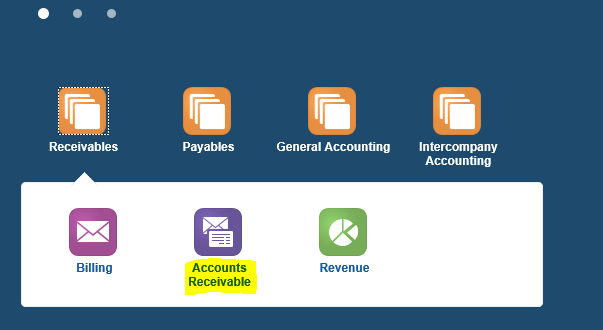 Receivables
Payables
General Accounting
Intercompany
Accounting
Billing
Accounts
Receivable
Revenue